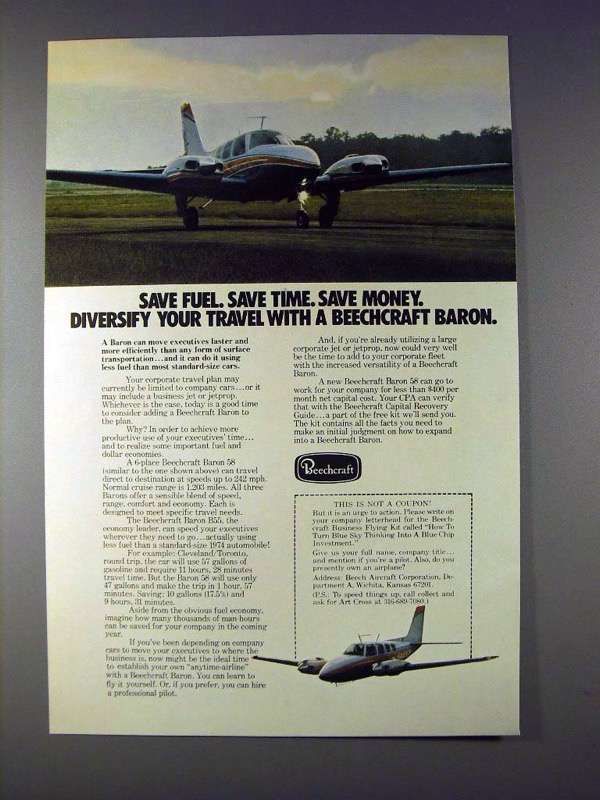 SAVE FUEL. SAVE TIME. SAVE MONEY.
DIVERSIFY YOUR TRAVEL WITH A BEECHCRAFT BARON.
A Baron can move executives faster and
more efficiently than any form of surface
transportation...and it can do it using
less fuel than most standard-size cars.
Your corporate travel plan may
currently be limited to company cars...or it
may include a business jet or jetprop.
Whichever is the case, today is a good time
to consider adding a Beechcraft Baron to
the plan.
Why? In order to achieve more
productive use of your executives' time...
and to realize some important fuel and
dollar economies.
A 6-place Beechcraft Baron 58
(similar to the one shown above) can travel
direct to destination at speeds up to 242 mph.
Normal cruise range is 1,203 miles. All three
Barons offer a sensible blend of speed,
range, comfort and economy. Each is
designed to meet specific travel needs.
The Beechcraft Baron B55, the
economy leader, can speed your executives
wherever they need to go...actually using
less fuel than a standard-size 1974 automobile!
For example: Cleveland/Toronto,
round trip, the car will use 57 gallons of
gasoline and require 11 hours, 28 minutes
travel time. But the Baron 58 will use only
47 gallons and make the trip in 1 hour, 57
minutes. Saving: 10 gallons (17.5%) and
9 hours, 31 minutes.
Aside from the obvious fuel economy,
imagine how many thousands of man-hours
can be saved for your company in the coming
year.
If you've been depending on company
cars to move your executives to where the
business is, now might be the ideal time
to establish your own "anytime-airline"
with a Beechcraft Baron. You can learn to
fly it yourself. Or, if you prefer, you can hire
a professional pilot.
And, if you're already utilizing a large
corporate jet or jetprop, now could very well
be the time to add to your corporate fleet
with the increased versatility of a Beechcraft
Baron.
A new Beechcraft Baron 58 can go to
work for your company for less than $400 per
month net capital cost. Your CPA can verify
that with the Beechcraft Capital Recovery
Guide...a part of the free kit we'll send you.
The kit contains all the facts you need to
make an initial judgment on how to expand
into a Beechcraft Baron.
Beechcraft
THIS IS NOT A COUPON!
But it is an urge to action. Please write on
your company letterhead for the Beech-
craft Business Flying Kit called "How To
Turn Blue Sky Thinking Into A Blue Chip
Investment."
Give us your full name, company title...
and mention if you're a pilot. Also, do you
presently own an airplane?
Address: Beech Aircraft Corporation, De-
partment A, Wichita, Kansas 67201.
(P.S. To speed things up, call collect and
ask for Art Cross at 316-689-7080.)